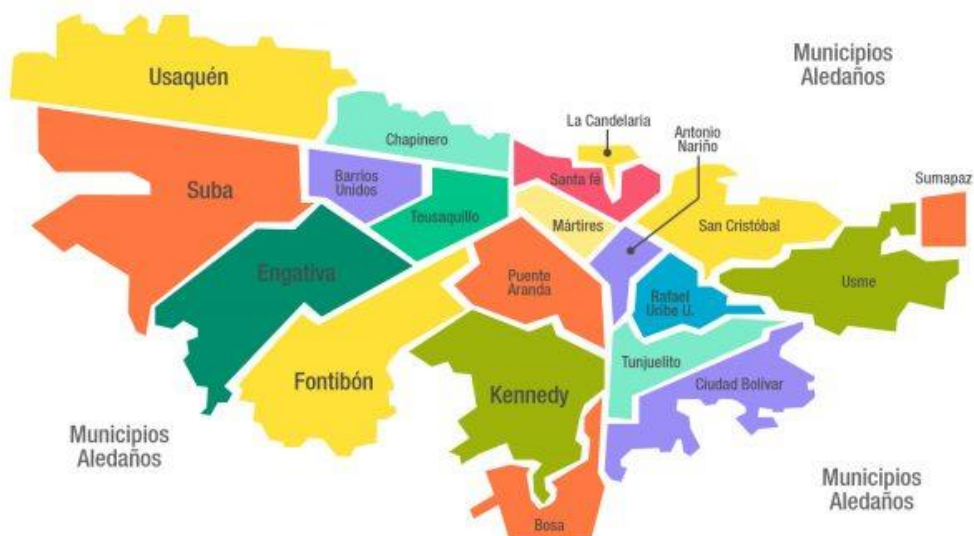 Municipios
Aledaños
Usaquén
La Candelaria
Antonio
Nariño
Chapinero
Barrios
Unidos
Santa fé
Sumapaz
Suba
Teusaquillo
Mártires
San Cristóbal
Engativa
Puente
Aranda
Rafael
Uribe U.
Usme
Fontibón
Kennedy
Tunjuelito
Ciudad Bolívar
Municipios
Aledaños
Municipios
Aledaños
Bosa